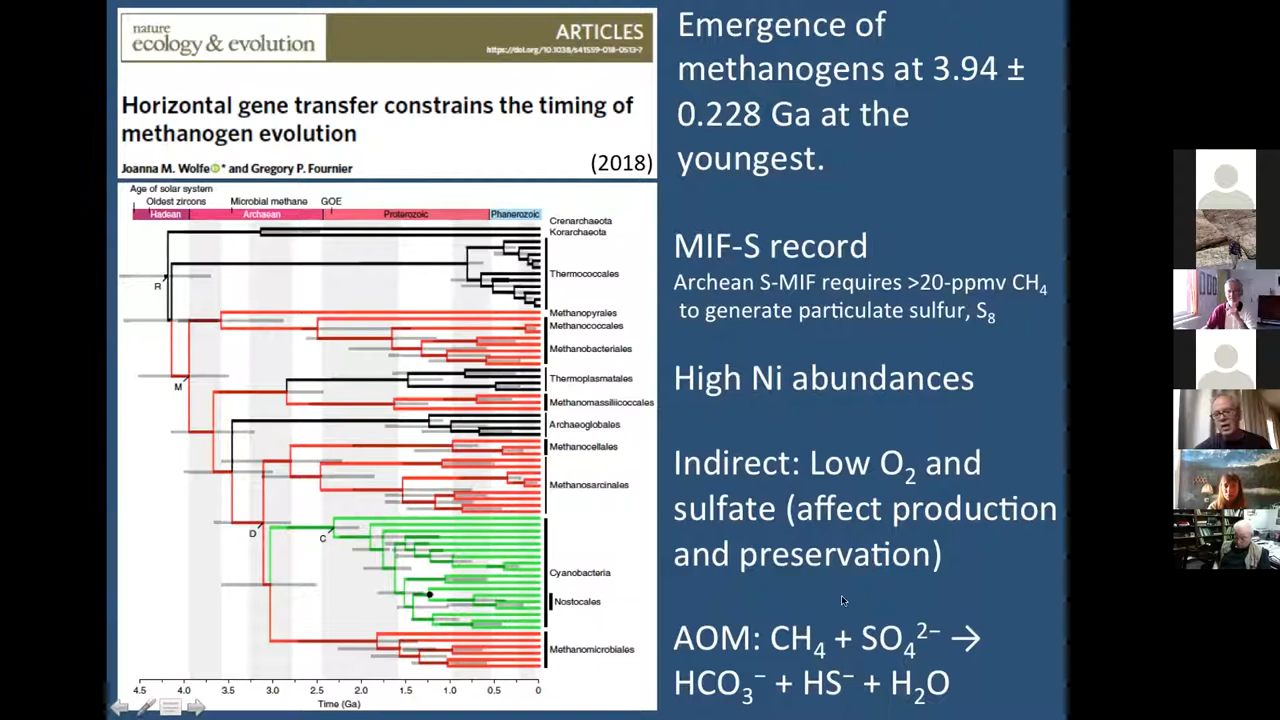 nature
ecology & evolution
ARTICLES
https://doi.org/10.1038/s41559-018-0513-7
Horizontal gene transfer constrains the timing of
methanogen evolution
Joanna M. Wolfe * and Gregory P. Fournier
(2018)
Age of solar system
Oldest zircons
Microbial methane
GOE
Hadean
Archaean
Proterozoic
Phanerozoic
Crenarchaeota
Korarchaeota
Thermococcales
R
Methanopyrales
Methanococcales
Methanobacteriales
M
Thermoplasmatales
Methanomassiliicoccales
Archaeoglobales
Methanocellales
Methanosarcinales
D
C
Cyanobacteria
Nostocales
Methanomicrobiales
4.5 4.0 3.5 3.0 2.5 2.0 1.5 1.0 0.5 0
Time (Ga)
Emergence of
methanogens at 3.94 ±
0.228 Ga at the
youngest.
MIF-S record
Archean S-MIF requires >20-ppmv CH₄
to generate particulate sulfur, S₈
High Ni abundances
Indirect: Low O₂ and
sulfate (affect production
and preservation)
AOM: CH₄ + SO₄²⁻ →
HCO₃⁻ + HS⁻ + H₂O